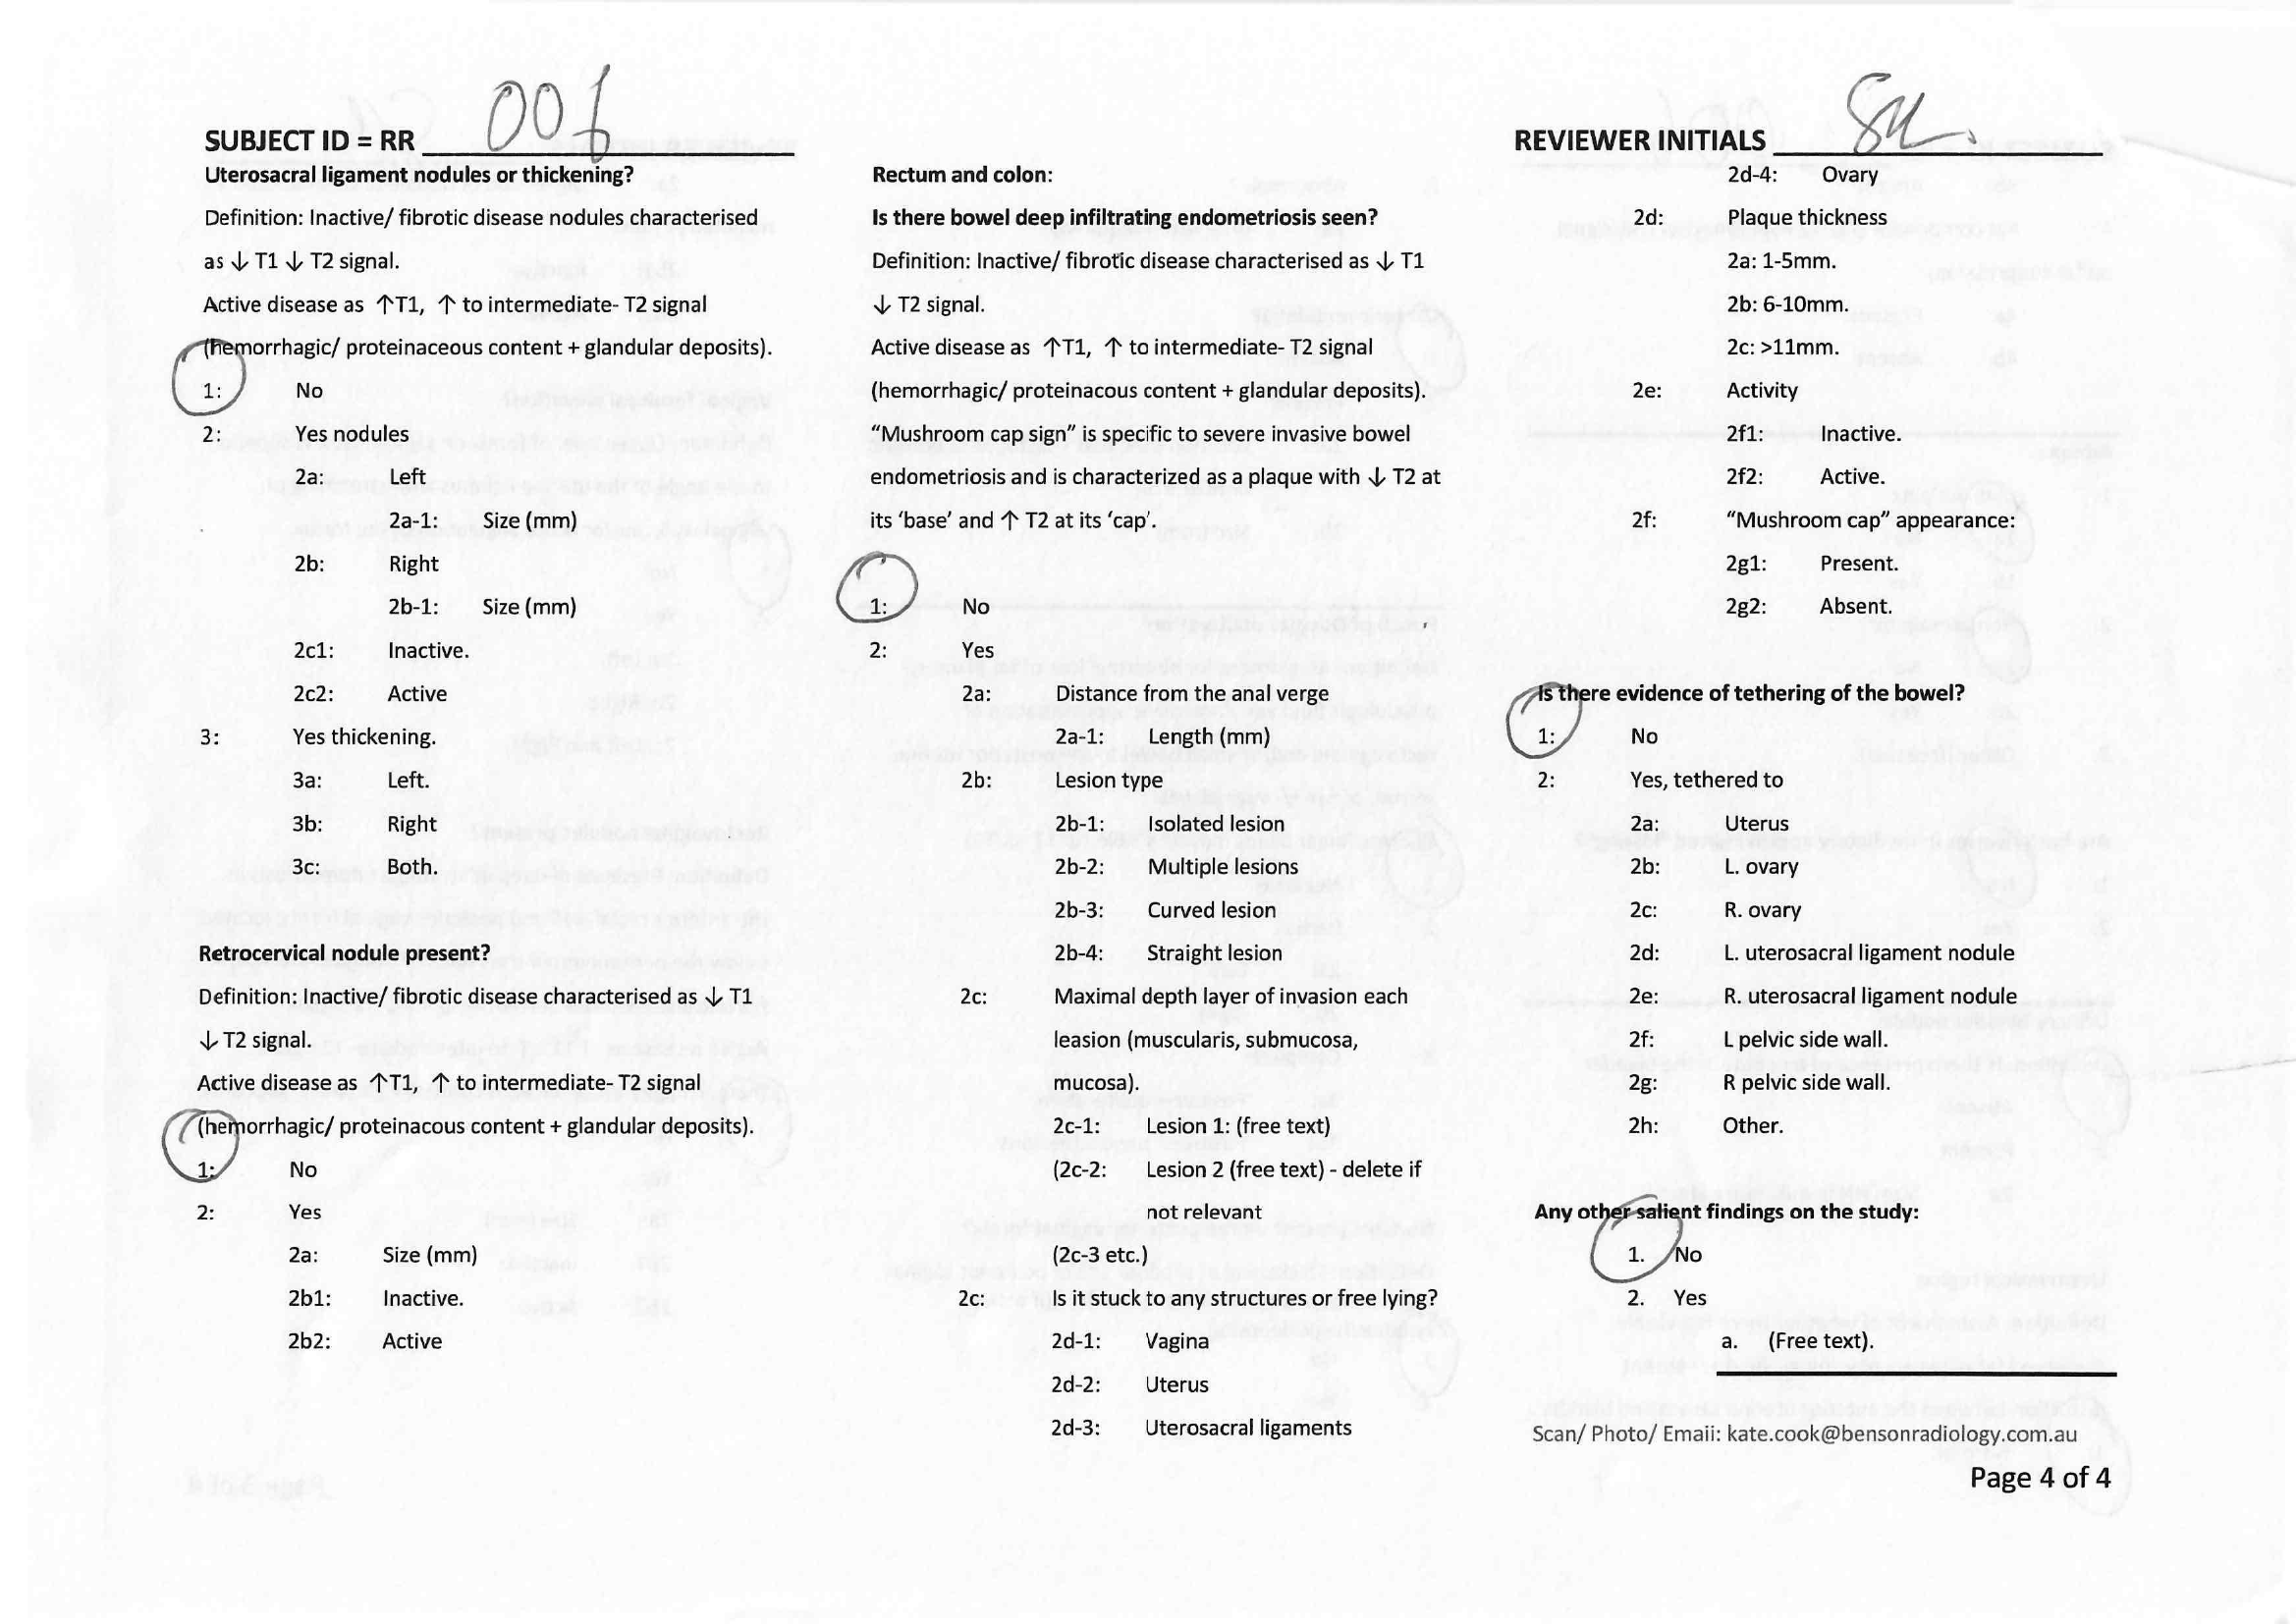 SUBJECT ID = RR
REVIEWER INITIALS
Uterosacral ligament nodules or thickening?
Definition: Inactive/ fibrotic disease nodules characterised
as ↓ T1 ↓ T2 signal.
Active disease as ↑T1, ↑ to intermediate- T2 signal
(hemorrhagic/ proteinaceous content + glandular deposits).
1: No
2: Yes nodules
2a: Left
2a-1: Size (mm)
2b: Right
2b-1: Size (mm)
2c1: Inactive.
2c2: Active
3: Yes thickening.
3a: Left.
3b: Right
3c: Both.
Retrocervical nodule present?
Definition: Inactive/ fibrotic disease characterised as ↓ T1
↓ T2 signal.
Active disease as ↑T1, ↑ to intermediate- T2 signal
(hemorrhagic/ proteinacous content + glandular deposits).
1: No
2: Yes
2a: Size (mm)
2b1: Inactive.
2b2: Active
Rectum and colon:
Is there bowel deep infiltrating endometriosis seen?
Definition: Inactive/ fibrotic disease characterised as ↓ T1
↓ T2 signal.
Active disease as ↑T1, ↑ to intermediate- T2 signal
(hemorrhagic/ proteinacous content + glandular deposits).
“Mushroom cap sign” is specific to severe invasive bowel
endometriosis and is characterized as a plaque with ↓ T2 at
its ‘base’ and ↑ T2 at its ‘cap’.
1: No
2: Yes
2a: Distance from the anal verge
2a-1: Length (mm)
2b: Lesion type
2b-1: Isolated lesion
2b-2: Multiple lesions
2b-3: Curved lesion
2b-4: Straight lesion
2c: Maximal depth layer of invasion each
leasion (muscularis, submucosa,
mucosa).
2c-1: Lesion 1: (free text)
(2c-2: Lesion 2 (free text) - delete if
not relevant
(2c-3 etc.)
2c: Is it stuck to any structures or free lying?
2d-1: Vagina
2d-2: Uterus
2d-3: Uterosacral ligaments
2d-4: Ovary
2d: Plaque thickness
2a: 1-5mm.
2b: 6-10mm.
2c: >11mm.
2e: Activity
2f1: Inactive.
2f2: Active.
2f: “Mushroom cap” appearance:
2g1: Present.
2g2: Absent.
Is there evidence of tethering of the bowel?
1: No
2: Yes, tethered to
2a: Uterus
2b: L. ovary
2c: R. ovary
2d: L. uterosacral ligament nodule
2e: R. uterosacral ligament nodule
2f: L pelvic side wall.
2g: R pelvic side wall.
2h: Other.
Any other salient findings on the study:
1. No
2. Yes
a. (Free text).
Scan/ Photo/ Email: kate.cook@bensonradiology.com.au
Page 4 of 4